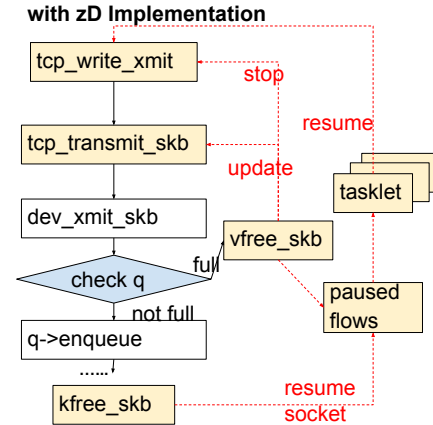 with zD Implementation
tcp_write_xmit
stop
resume
tcp_transmit_skb
update
tasklet
dev_xmit_skb
vfree_skb
full
check q
paused
flows
not full
q->enqueue
......
kfree_skb
resume
socket